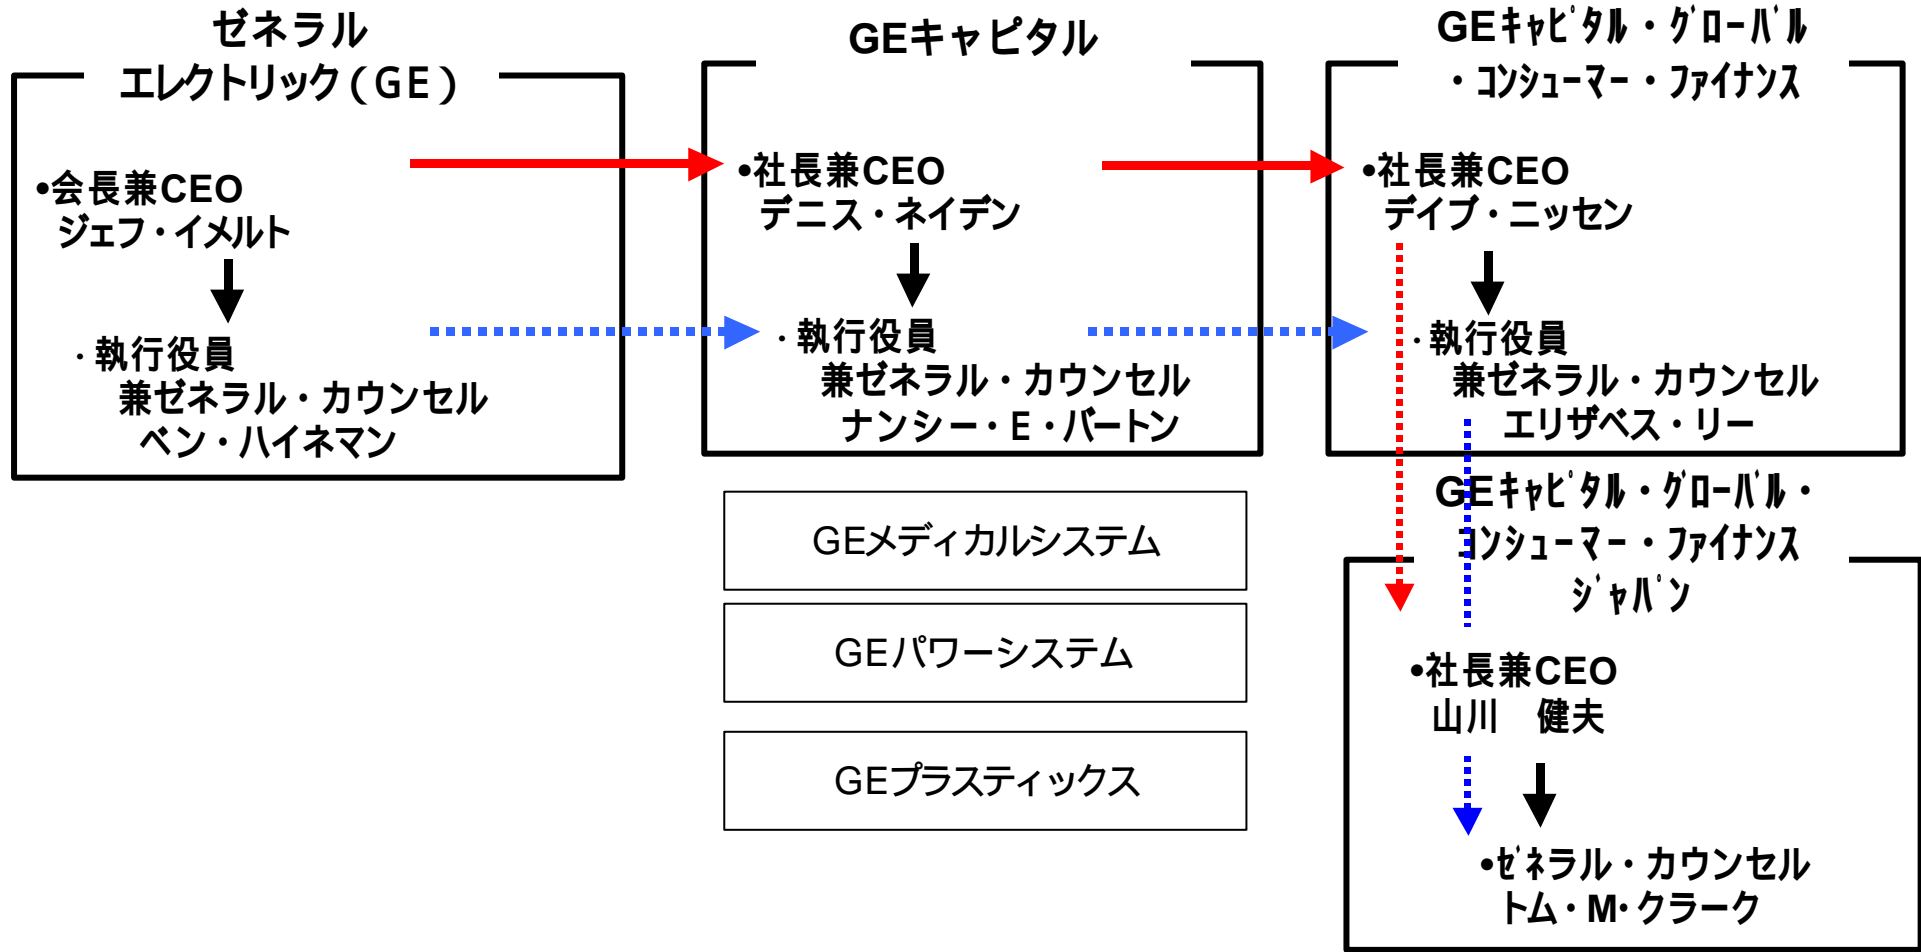 ゼネラル
エレクトリック（GE）
•会長兼CEO
ジェフ・イメルト
・執行役員
兼ゼネラル・カウンセル
ベン・ハイネマン
GEキャピタル
•社長兼CEO
デニス・ネイデン
・執行役員
兼ゼネラル・カウンセル
ナンシー・E・バートン
GEメディカルシステム
GEパワーシステム
GEプラスティックス
GEｷｬﾋﾟﾀﾙ・ｸﾞﾛｰﾊﾞﾙ
・ｺﾝｼｭｰﾏｰ・ﾌｧｲﾅﾝｽ
•社長兼CEO
デイブ・ニッセン
・執行役員
兼ゼネラル・カウンセル
エリザベス・リー
GEｷｬﾋﾟﾀﾙ・ｸﾞﾛｰﾊﾞﾙ・
ｺﾝｼｭｰﾏｰ・ﾌｧｲﾅﾝｽ
ｼﾞｬﾊﾟﾝ
•社長兼CEO
山川　健夫
•ｾﾞﾈラル・カウンセル
トム・M・クラーク